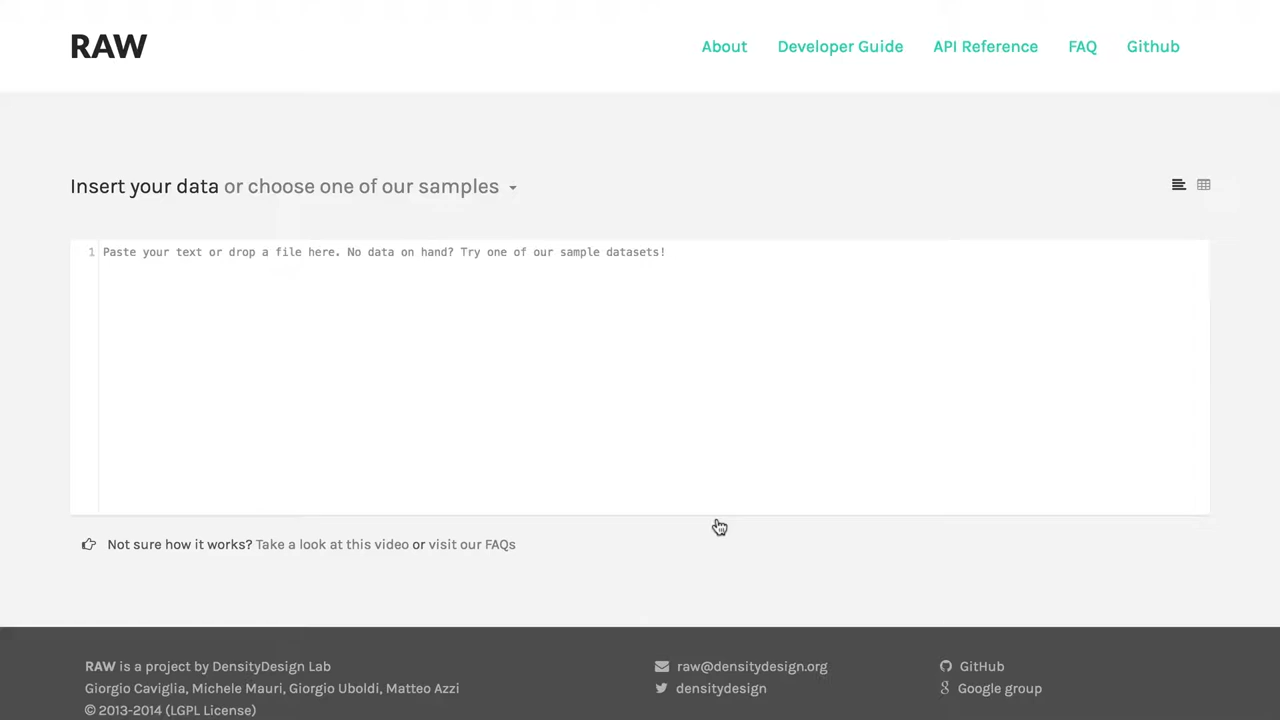 RAW
About Developer Guide API Reference FAQ Github
Insert your data or choose one of our samples
1 Paste your text or drop a file here. No data on hand? Try one of our sample datasets!
Not sure how it works? Take a look at this video or visit our FAQs
RAW is a project by DensityDesign Lab
Giorgio Caviglia, Michele Mauri, Giorgio Uboldi, Matteo Azzi
© 2013-2014 (LGPL License)
raw@densitydesign.org
densitydesign
GitHub
Google group